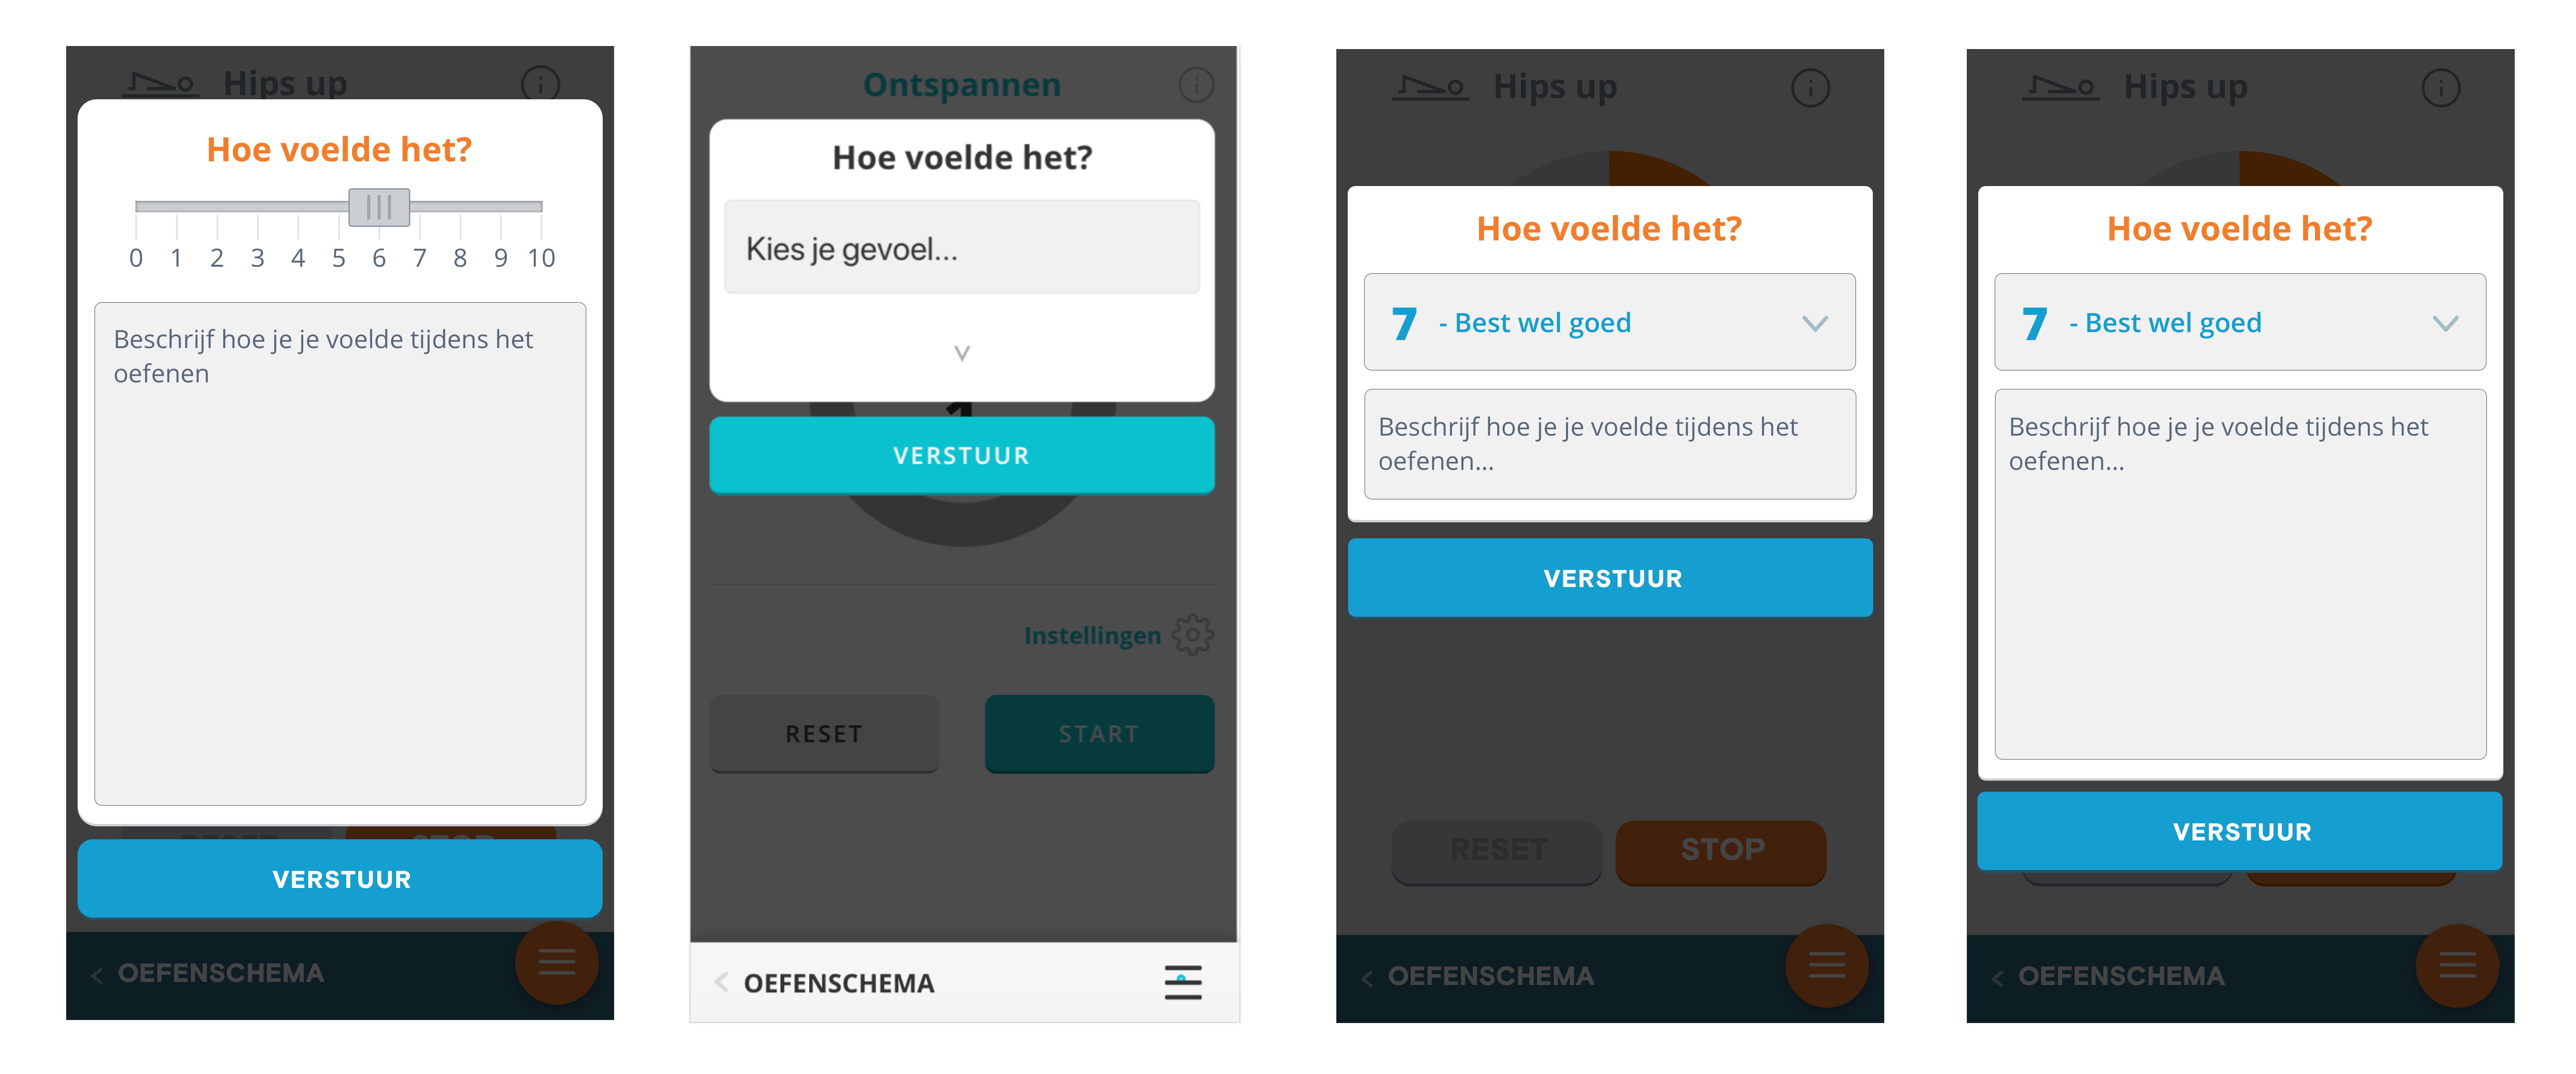 Hips up
Hoe voelde het?
0 1 2 3 4 5 6 7 8 9 10
Beschrijf hoe je je voelde tijdens het
oefenen
RESET STOP
VERSTUUR
< OEFENSCHEMA
Ontspannen
Hoe voelde het?
Kies je gevoel...
1
VERSTUUR
Instellingen
RESET START
< OEFENSCHEMA
Hips up
Hoe voelde het?
7 - Best wel goed
Beschrijf hoe je je voelde tijdens het
oefenen...
VERSTUUR
RESET STOP
< OEFENSCHEMA
Hips up
Hoe voelde het?
7 - Best wel goed
Beschrijf hoe je je voelde tijdens het
oefenen...
VERSTUUR
< OEFENSCHEMA